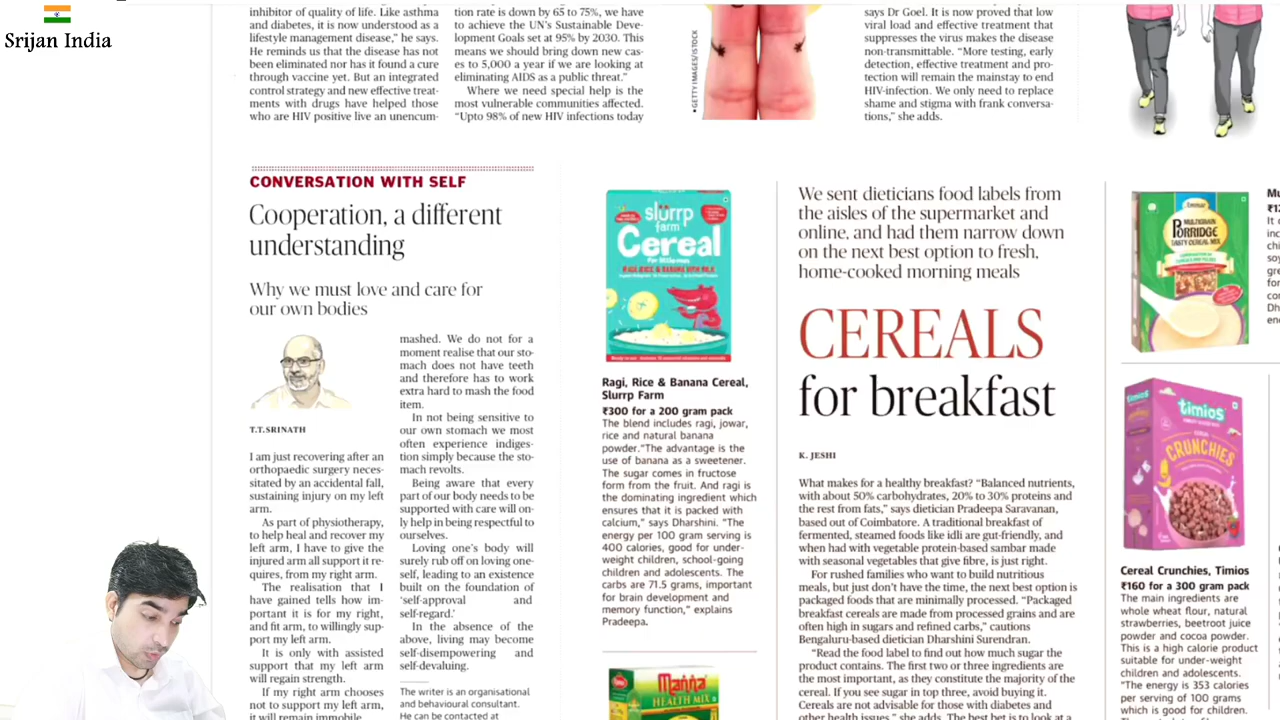 Srijan India
inhibitor of quality of life. Like asthma
and diabetes, it is now understood as a
lifestyle management disease,” he says.
He reminds us that the disease has not
been eliminated nor has it found a cure
through vaccine yet. But an integrated
control strategy and new effective treat-
ments with drugs have helped those
who are HIV positive live an unencum-
tion rate is down by 65 to 75%, we have
to achieve the UN’s Sustainable Deve-
lopment Goals set at 95% by 2030. This
means we should bring down new cas-
es to 5,000 a year if we are looking at
eliminating AIDS as a public threat.”
Where we need special help is the
most vulnerable communities affected.
“Upto 98% of new HIV infections today
GETTY IMAGES/ISTOCK
says Dr Goel. It is now proved that low
viral load and effective treatment that
suppresses the virus makes the disease
non-transmittable. “More testing, early
detection, effective treatment and pro-
tection will remain the mainstay to end
HIV-infection. We only need to replace
shame and stigma with frank conversa-
tions,” she adds.
CONVERSATION WITH SELF
Cooperation, a different
understanding
Why we must love and care for
our own bodies
T.T.SRINATH
I am just recovering after an
orthopaedic surgery neces-
sitated by an accidental fall,
sustaining injury on my left
arm.
As part of physiotherapy,
to help heal and recover my
left arm, I have to give the
injured arm all support it re-
quires, from my right arm.
The realisation that I
have gained tells how im-
portant it is for my right,
and fit arm, to willingly sup-
port my left arm.
It is only with assisted
support that my left arm
will regain strength.
If my right arm chooses
not to support my left arm,
it will remain immobile
mashed. We do not for a
moment realise that our sto-
mach does not have teeth
and therefore has to work
extra hard to mash the food
item.
In not being sensitive to
our own stomach we most
often experience indiges-
tion simply because the sto-
mach revolts.
Being aware that every
part of our body needs to be
supported with care will on-
ly help in being respectful to
ourselves.
Loving one’s body will
surely rub off on loving one-
self, leading to an existence
built on the foundation of
‘self-approval and
self-regard.’
In the absence of the
above, living may become
self-disempowering and
self-devaluing.
The writer is an organisational
and behavioural consultant.
He can be contacted at
slurrp
farm
Cereal
RAGI, RICE & BANANA WITH MILK
Ragi, Rice & Banana Cereal,
Slurrp Farm
₹300 for a 200 gram pack
The blend includes ragi, jowar,
rice and natural banana
powder.“The advantage is the
use of banana as a sweetener.
The sugar comes in fructose
form from the fruit. And ragi is
the dominating ingredient which
ensures that it is packed with
calcium,” says Dharshini. “The
energy per 100 gram serving is
400 calories, good for under-
weight children, school-going
children and adolescents. The
carbs are 71.5 grams, important
for brain development and
memory function,” explains
Pradeepa.
Manna
HEALTH MIX
We sent dieticians food labels from
the aisles of the supermarket and
online, and had them narrow down
on the next best option to fresh,
home-cooked morning meals
CEREALS
for breakfast
K. JESHI
What makes for a healthy breakfast? “Balanced nutrients,
with about 50% carbohydrates, 20% to 30% proteins and
the rest from fats,” says dietician Pradeepa Saravanan,
based out of Coimbatore. A traditional breakfast of
fermented, steamed foods like idli are gut-friendly, and
when had with vegetable protein-based sambar made
with seasonal vegetables that give fibre, is just right.
For rushed families who want to build nutritious
meals, but just don’t have the time, the next best option is
packaged foods that are minimally processed. “Packaged
breakfast cereals are made from processed grains and are
often high in sugars and refined carbs,” cautions
Bengaluru-based dietician Dharshini Surendran.
“Read the food label to find out how much sugar the
product contains. The first two or three ingredients are
the most important, as they constitute the majority of the
cereal. If you see sugar in top three, avoid buying it.
Cereals are not advisable for those with diabetes and
other health issues,” she adds. The best bet is to look at a
MULTIGRAIN
PORRIDGE
TASTY CEREAL MIX
timios
CRUNCHIES
Cereal Crunchies, Timios
₹160 for a 300 gram pack
The main ingredients are
whole wheat flour, natural
strawberries, beetroot juice
powder and cocoa powder.
This is a high calorie product
suitable for under-weight
children and adolescents.
“The energy is 353 calories
per serving of 100 grams
which is good for children.